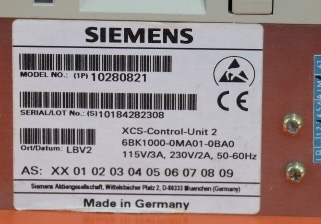 SIEMENS
MODEL NO.: (1P) 10280821
SERIAL/LOT No.: (S)10184282308
XCS-Control-Unit 2
6BK1000-0MA01-0BA0
Ort/Datum: LBV2
115V/3A, 230V/2A, 50-60Hz
AS: XX 01 02 03 04 05 06 07 08 09
Siemens Aktiengesellschaft, Wittelsbacher Platz 2, D-80333 Muenchen (Germany)
Made in Germany